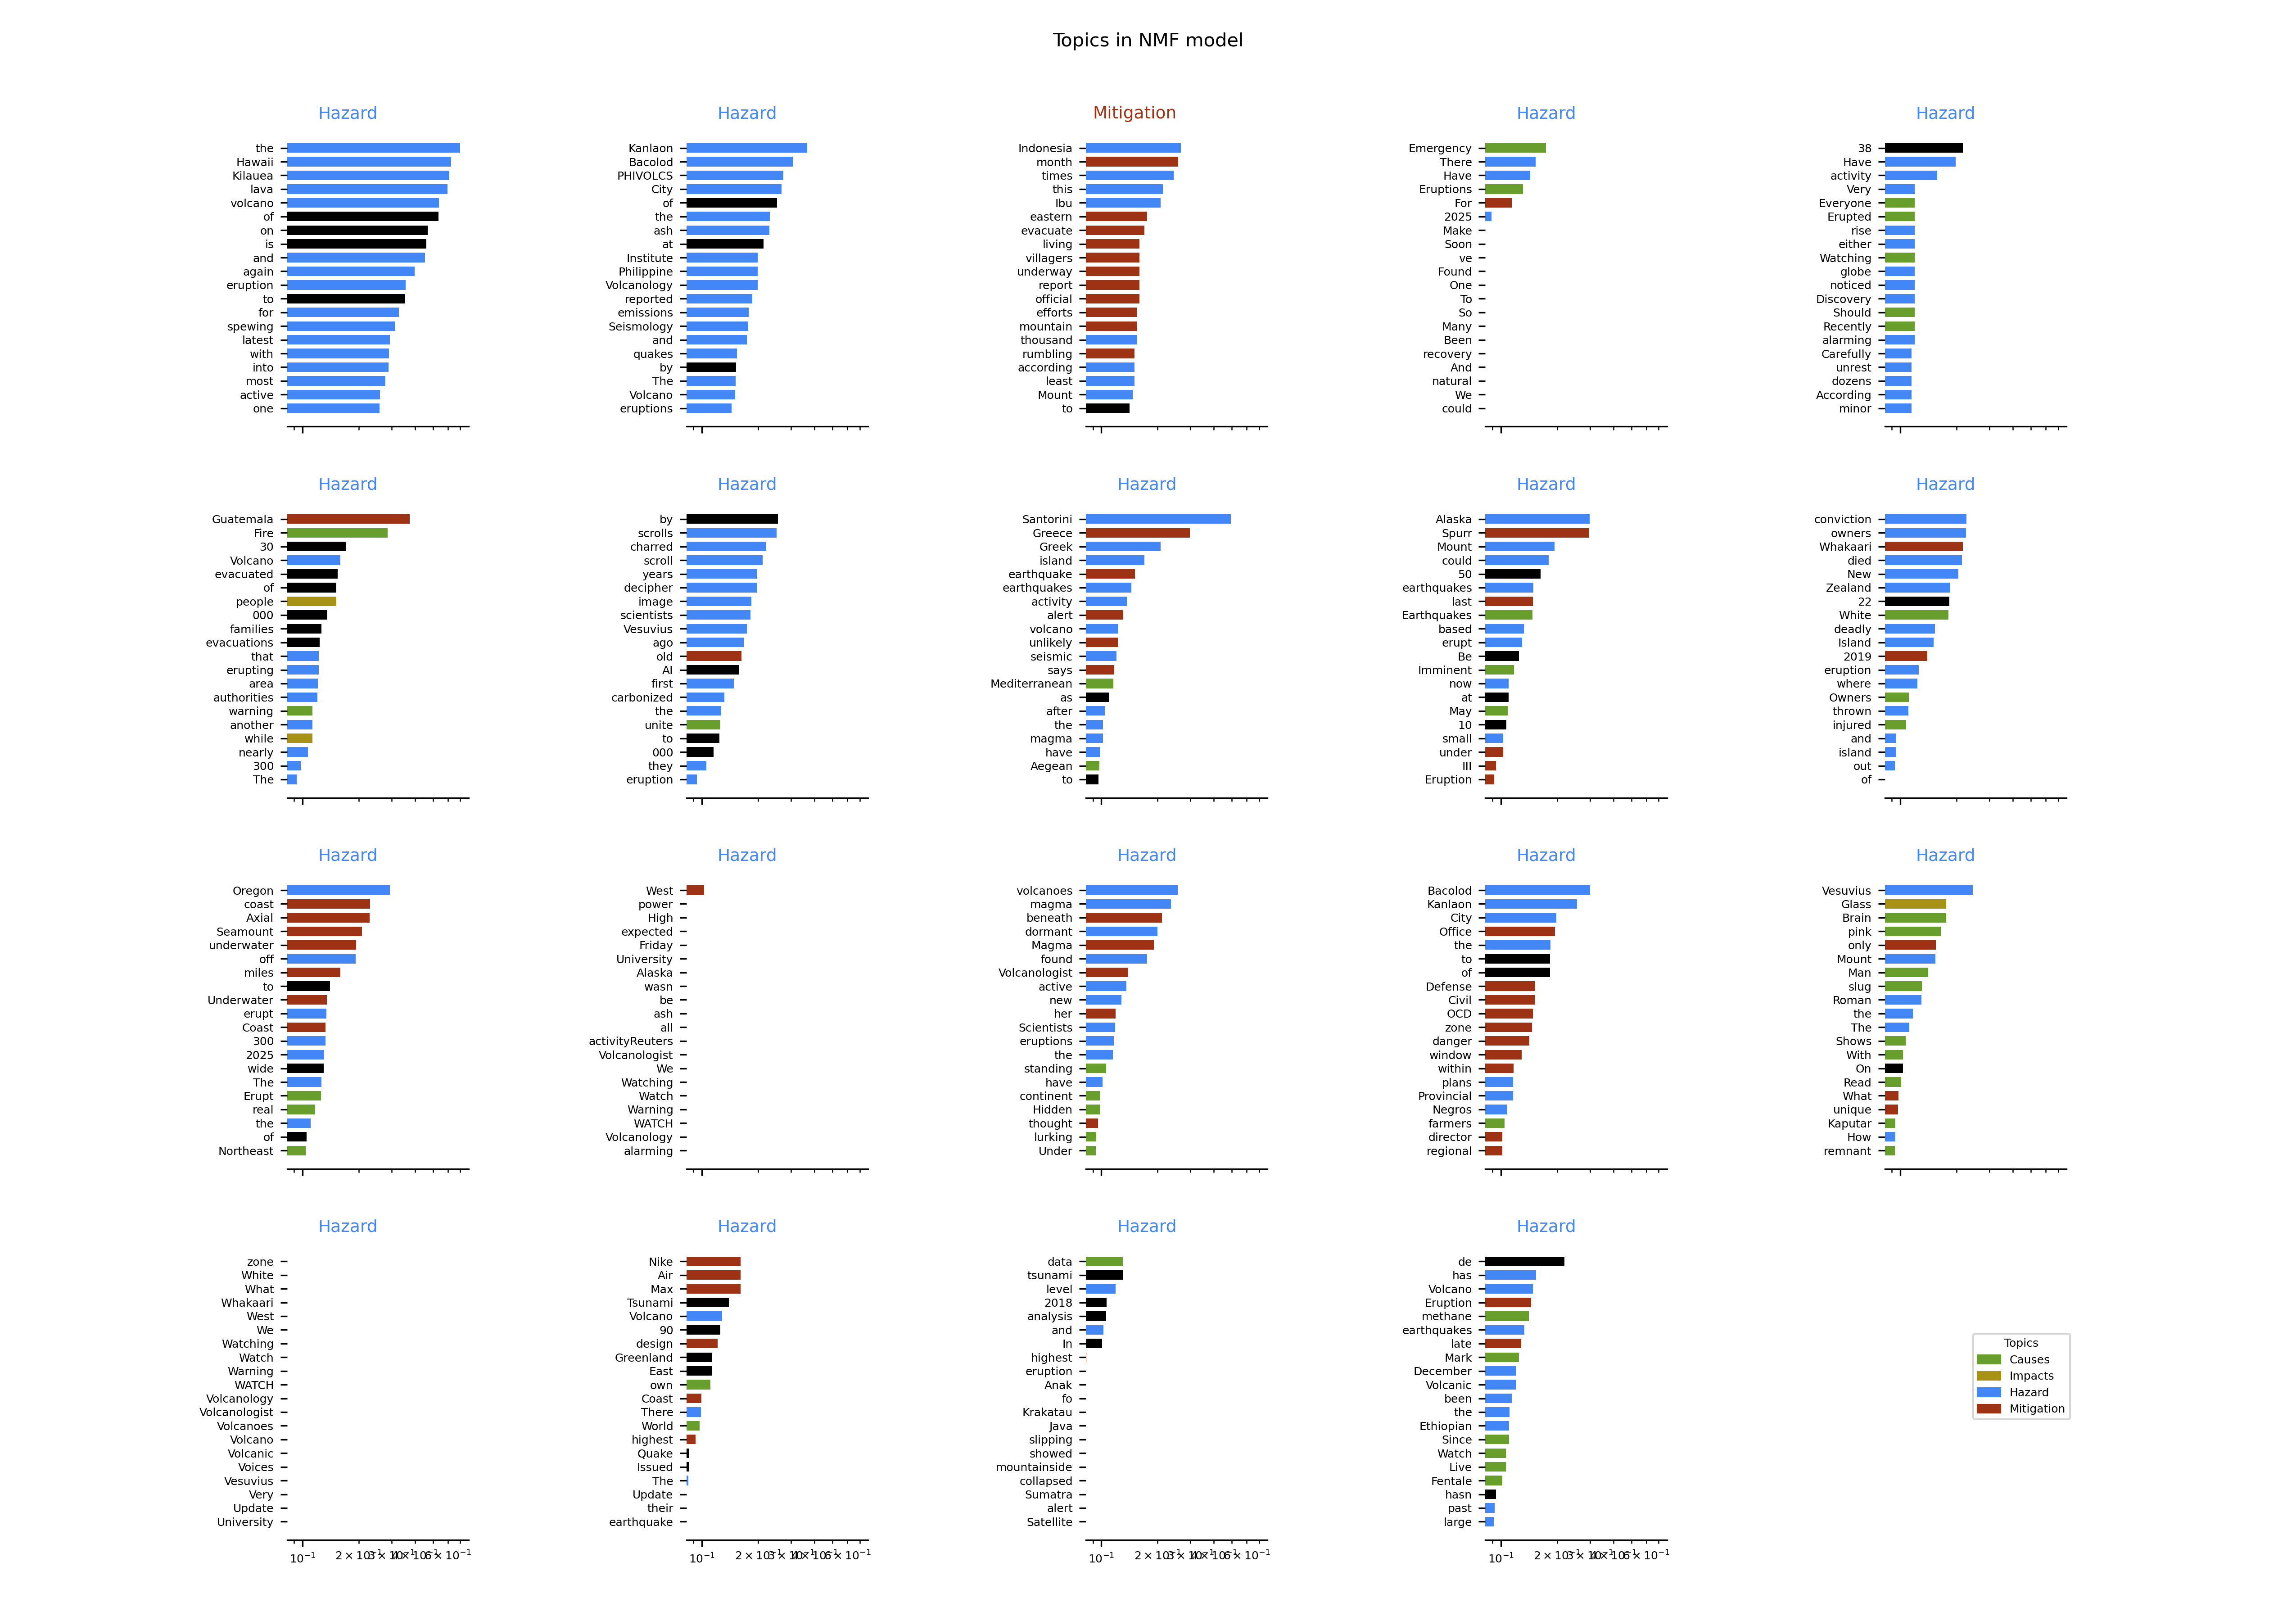 Topics in NMF model
Hazard
the
Hawaii
Kilauea
lava
volcano
of
on
is
and
again
eruption
to
for
spewing
latest
with
into
most
active
one
Hazard
Kanlaon
Bacolod
PHIVOLCS
City
of
the
ash
at
Institute
Philippine
Volcanology
reported
emissions
Seismology
and
quakes
by
The
Volcano
eruptions
Mitigation
Indonesia
month
times
this
Ibu
eastern
evacuate
living
villagers
underway
report
official
efforts
mountain
thousand
rumbling
according
least
Mount
to
Hazard
Emergency
There
Have
Eruptions
For
2025
Make
Soon
ve
Found
One
To
So
Many
Been
recovery
And
natural
We
could
Hazard
38
Have
activity
Very
Everyone
Erupted
rise
either
Watching
globe
noticed
Discovery
Should
Recently
alarming
Carefully
unrest
dozens
According
minor
Hazard
Guatemala
Fire
30
Volcano
evacuated
of
people
000
families
evacuations
that
erupting
area
authorities
warning
another
while
nearly
300
The
Hazard
by
scrolls
charred
scroll
years
decipher
image
scientists
Vesuvius
ago
old
AI
first
carbonized
the
unite
to
000
they
eruption
Hazard
Santorini
Greece
Greek
island
earthquake
earthquakes
activity
alert
volcano
unlikely
seismic
says
Mediterranean
as
after
the
magma
have
Aegean
to
Hazard
Alaska
Spurr
Mount
could
50
earthquakes
last
Earthquakes
based
erupt
Be
Imminent
now
at
May
10
small
under
III
Eruption
Hazard
conviction
owners
Whakaari
died
New
Zealand
22
White
deadly
Island
2019
eruption
where
Owners
thrown
injured
and
island
out
of
Hazard
Oregon
coast
Axial
Seamount
underwater
off
miles
to
Underwater
erupt
Coast
300
2025
wide
The
Erupt
real
the
of
Northeast
Hazard
West
power
High
expected
Friday
University
Alaska
wasn
be
ash
all
activityReuters
Volcanologist
We
Watching
Watch
Warning
WATCH
Volcanology
alarming
Hazard
volcanoes
magma
beneath
dormant
Magma
found
Volcanologist
active
new
her
Scientists
eruptions
the
standing
have
continent
Hidden
thought
lurking
Under
Hazard
Bacolod
Kanlaon
City
Office
the
to
of
Defense
Civil
OCD
zone
danger
window
within
plans
Provincial
Negros
farmers
director
regional
Hazard
Vesuvius
Glass
Brain
pink
only
Mount
Man
slug
Roman
the
The
Shows
With
On
Read
What
unique
Kaputar
How
remnant
Hazard
zone
White
What
Whakaari
West
We
Watching
Watch
Warning
WATCH
Volcanology
Volcanologist
Volcanoes
Volcano
Volcanic
Voices
Vesuvius
Very
Update
University
10⁻¹
Hazard
Nike
Air
Max
Tsunami
Volcano
90
design
Greenland
East
own
Coast
There
World
highest
Quake
Issued
The
Update
their
earthquake
10⁻¹
Hazard
data
tsunami
level
2018
analysis
and
In
highest
eruption
Anak
fo
Krakatau
Java
slipping
showed
mountainside
collapsed
Sumatra
alert
Satellite
10⁻¹
Hazard
de
has
Volcano
Eruption
methane
earthquakes
late
Mark
December
Volcanic
been
the
Ethiopian
Since
Watch
Live
Fentale
hasn
past
large
10⁻¹
Topics
Causes
Impacts
Hazard
Mitigation